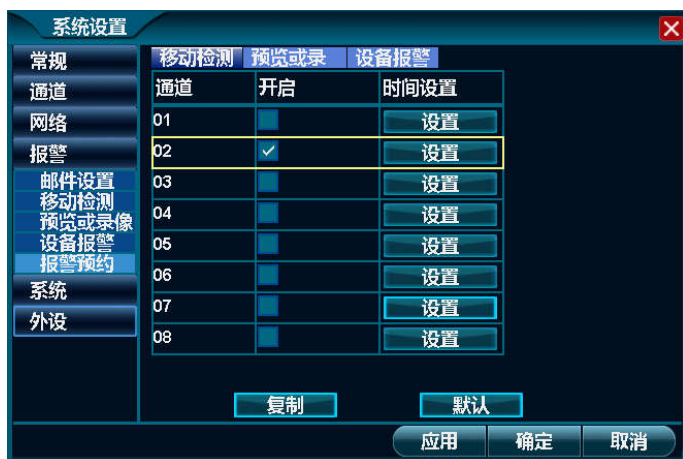 系统设置
常规
通道
网络
报警
邮件设置
移动检测
预览或录像
设备报警
报警预约
系统
外设
移动检测 预览或录 设备报警
通道 开启 时间设置
01 设置
02 设置
03 设置
04 设置
05 设置
06 设置
07 设置
08 设置
复制 默认
应用 确定 取消